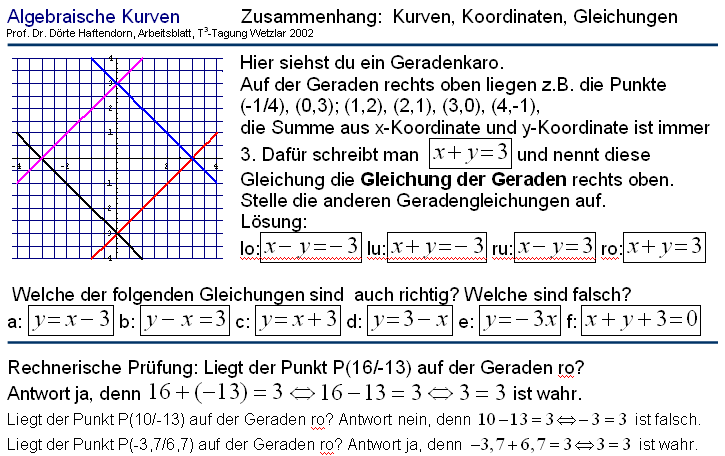 Algebraische Kurven Zusammenhang: Kurven, Koordinaten, Gleichungen
Prof. Dr. Dörte Haftendorn, Arbeitsblatt, T³-Tagung Wetzlar 2002
Hier siehst du ein Geradenkaro.
Auf der Geraden rechts oben liegen z.B. die Punkte
(-1/4), (0,3); (1,2), (2,1), (3,0), (4,-1),
die Summe aus x-Koordinate und y-Koordinate ist immer
3. Dafür schreibt man x+y=3 und nennt diese
Gleichung die Gleichung der Geraden rechts oben.
Stelle die anderen Geradengleichungen auf.
Lösung:
lo: x-y=-3 lu: x+y=-3 ru: x-y=3 ro: x+y=3
Welche der folgenden Gleichungen sind auch richtig? Welche sind falsch?
a: y=x-3 b: y-x=3 c: y=x+3 d: y=3-x e: y=-3x f: x+y+3=0
Rechnerische Prüfung: Liegt der Punkt P(16/-13) auf der Geraden ro?
Antwort ja, denn 16+(-13)=3⇔16-13=3⇔3=3 ist wahr.
Liegt der Punkt P(10/-13) auf der Geraden ro? Antwort nein, denn 10-13=3⇔-3=3 ist falsch.
Liegt der Punkt P(-3,7/6,7) auf der Geraden ro? Antwort ja, denn -3,7+6,7=3⇔3=3 ist wahr.